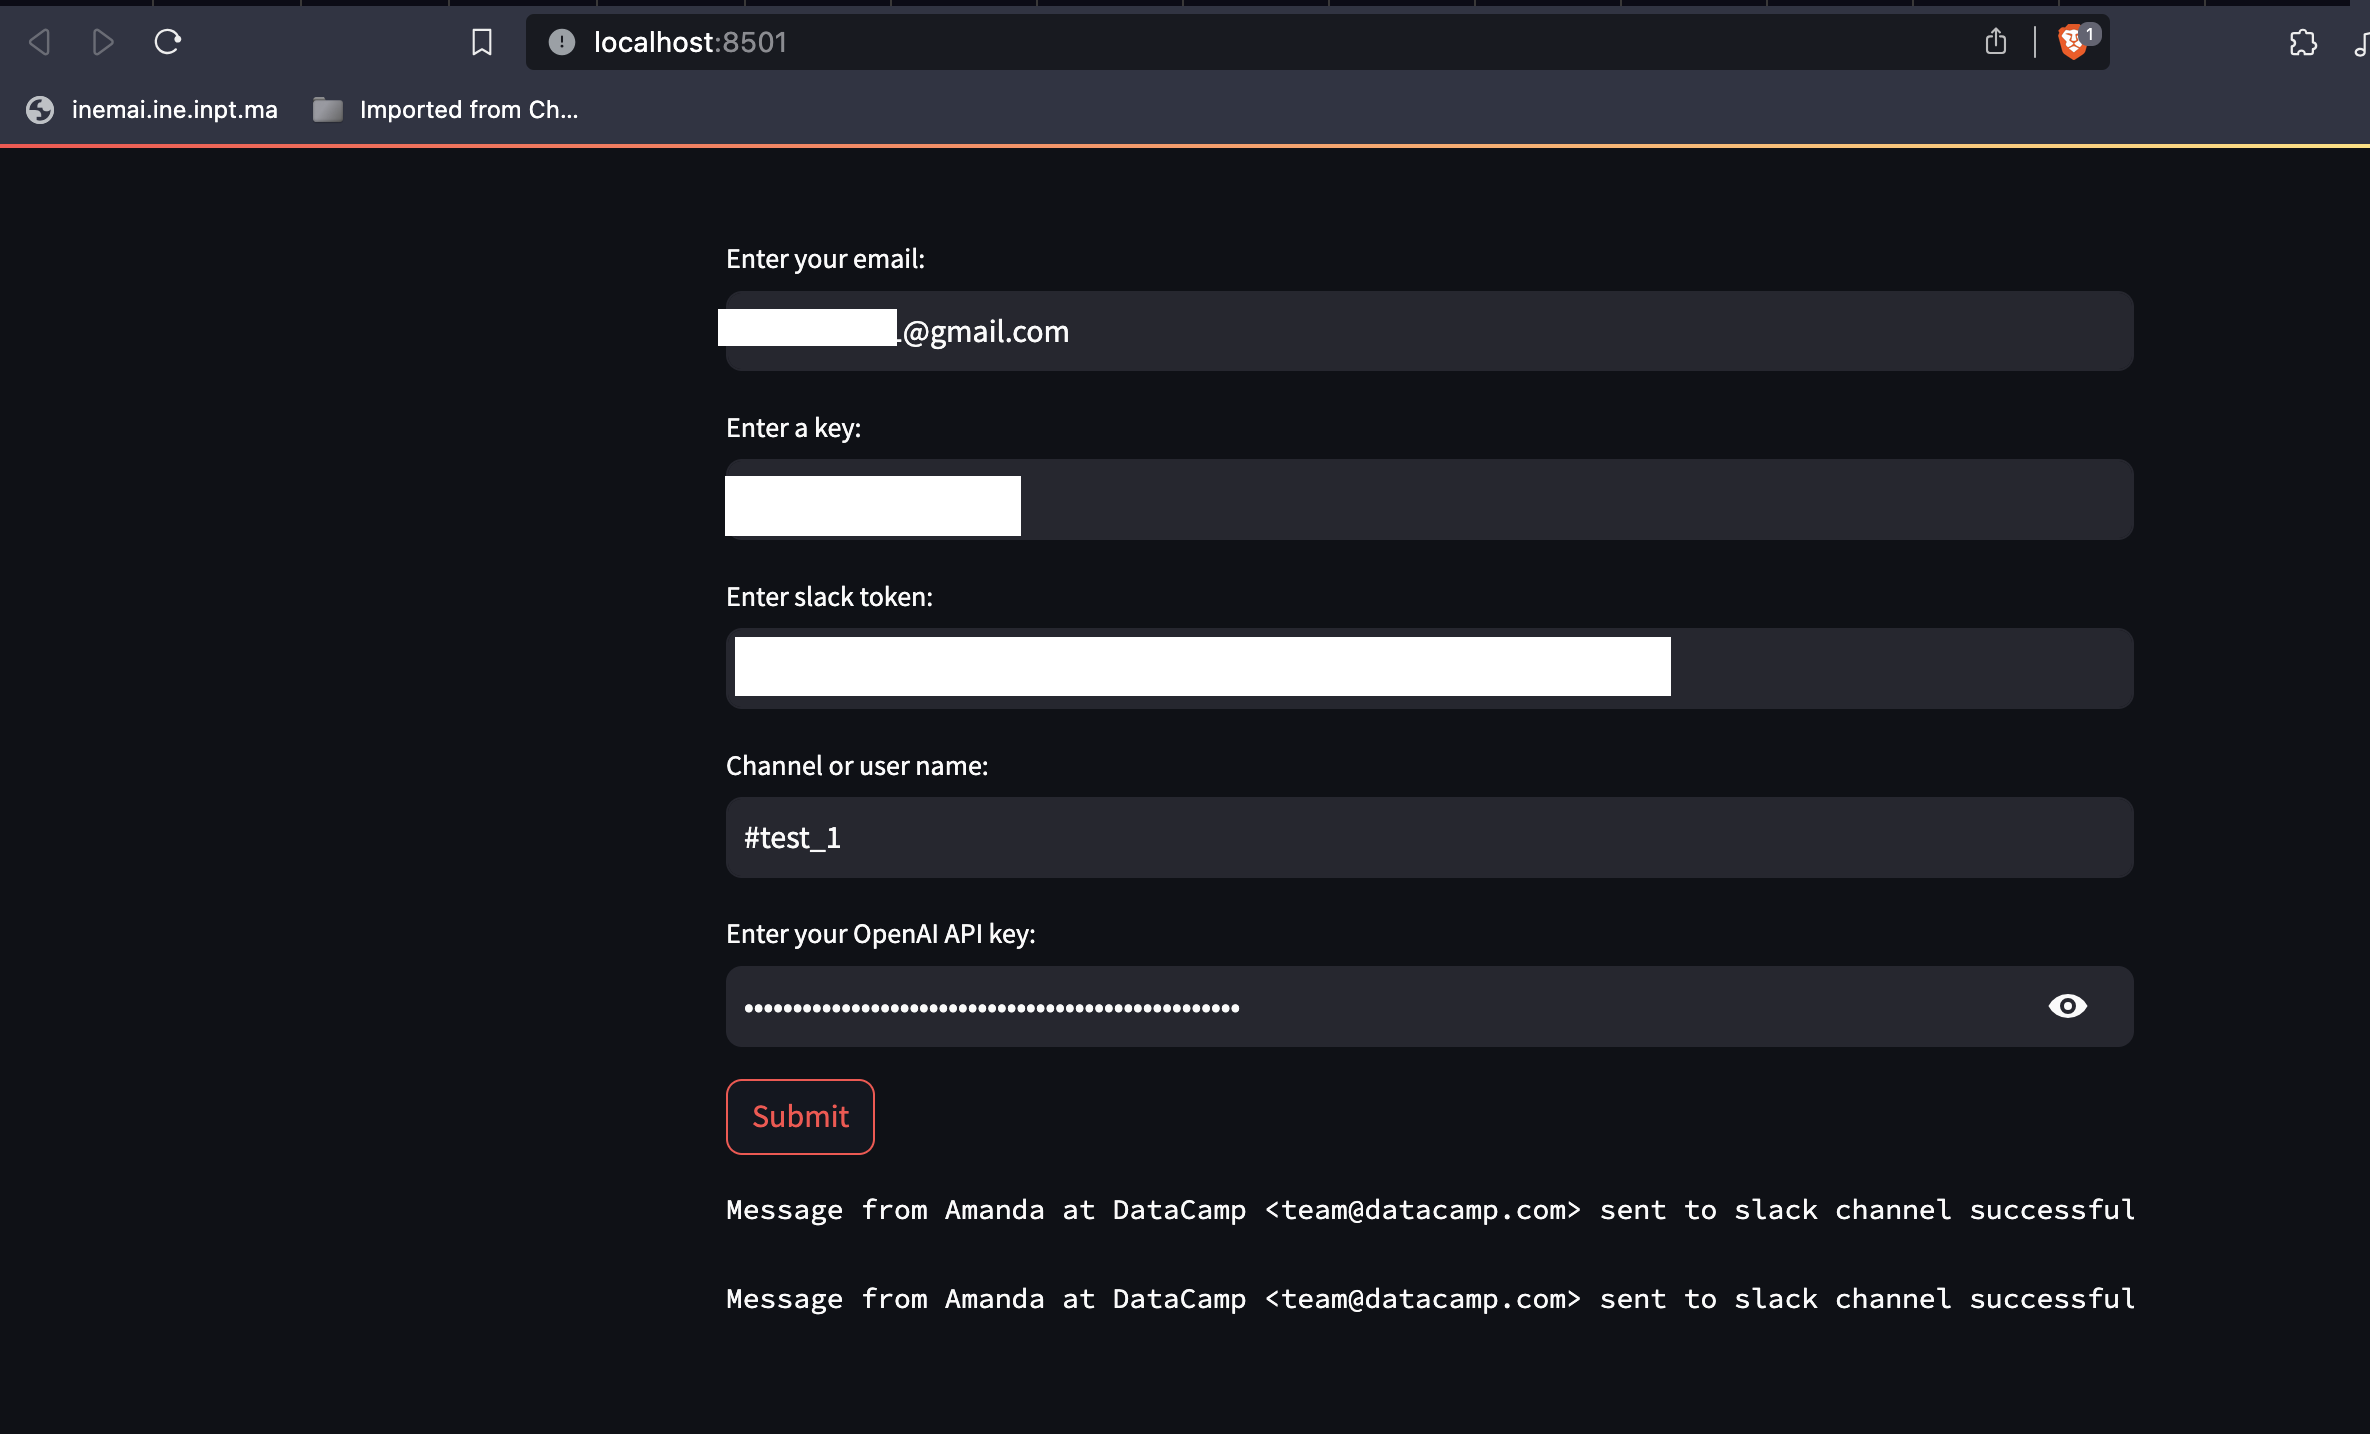 localhost:8501
1
inemai.ine.inpt.ma
Imported from Ch...
Enter your email:
@gmail.com
Enter a key:
Enter slack token:
Channel or user name:
#test_1
Enter your OpenAI API key:
Submit
Message from Amanda at DataCamp <team@datacamp.com> sent to slack channel successful
Message from Amanda at DataCamp <team@datacamp.com> sent to slack channel successful